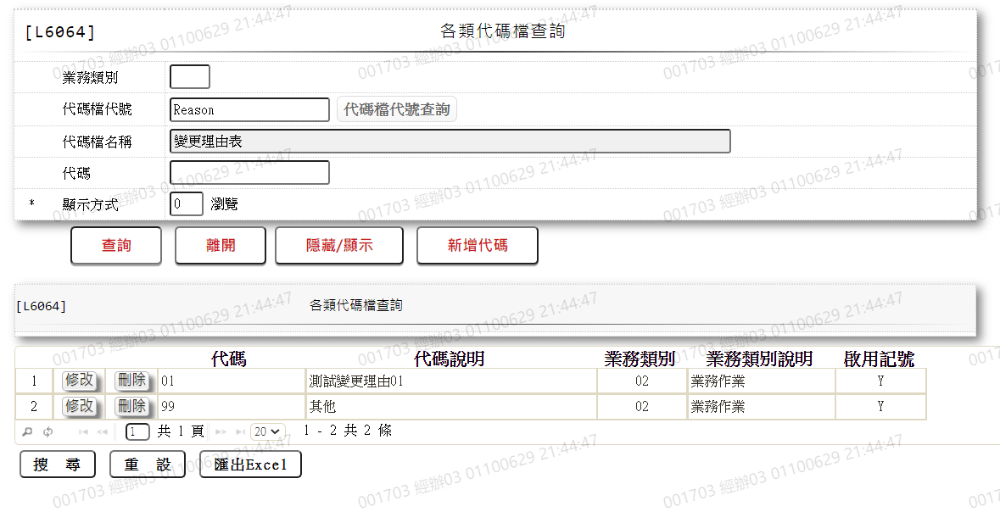 [L6064] 各類代碼檔查詢
業務類別
代碼檔代號 Reason 代碼檔代號查詢
代碼檔名稱 變更理由表
代碼
* 顯示方式 0 瀏覽
查詢 離開 隱藏/顯示 新增代碼
[L6064] 各類代碼檔查詢
代碼 代碼說明 業務類別 業務類別說明 啟用記號
1 修改 刪除 01 測試變更理由01 02 業務作業 Y
2 修改 刪除 99 其他 02 業務作業 Y
1 共 1 頁 20 1 - 2 共 2 條
搜 尋 重 設 匯出Excel
001703 經辦03 01100629 21:44:47